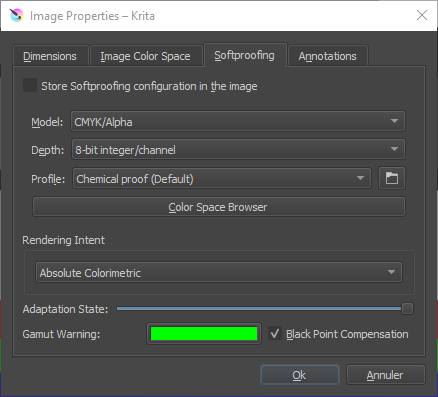 Image Properties – Krita
Dimensions Image Color Space Softproofing Annotations
Store Softproofing configuration in the image
Model: CMYK/Alpha
Depth: 8-bit integer/channel
Profile: Chemical proof (Default)
Color Space Browser
Rendering Intent
Absolute Colorimetric
Adaptation State:
Gamut Warning: Black Point Compensation
Ok Annuler